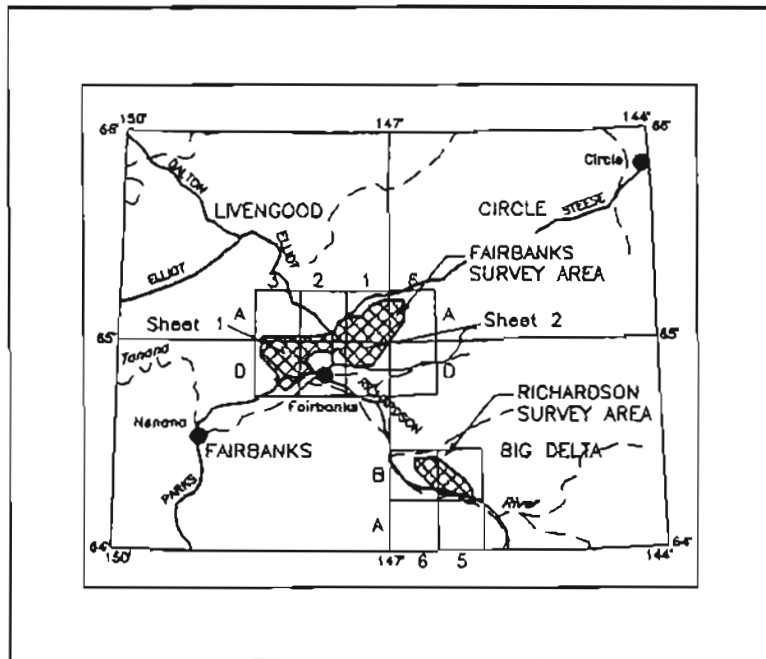 150°
147°
144°
66°
66°
Circle
DALTON
LIVENGOOD
CIRCLE
STEESE
ELLIOT
ELLIOT
FAIRBANKS
SURVEY AREA
3
2
1
6
A
A
Sheet 1
Sheet 2
65°
65°
Tanana
D
D
Fairbanks
RICHARDSON
Nenana
FAIRBANKS
RICHARDSON
SURVEY AREA
BIG DELTA
B
PARKS
River
A
64°
64°
150°
147°
6
5
144°